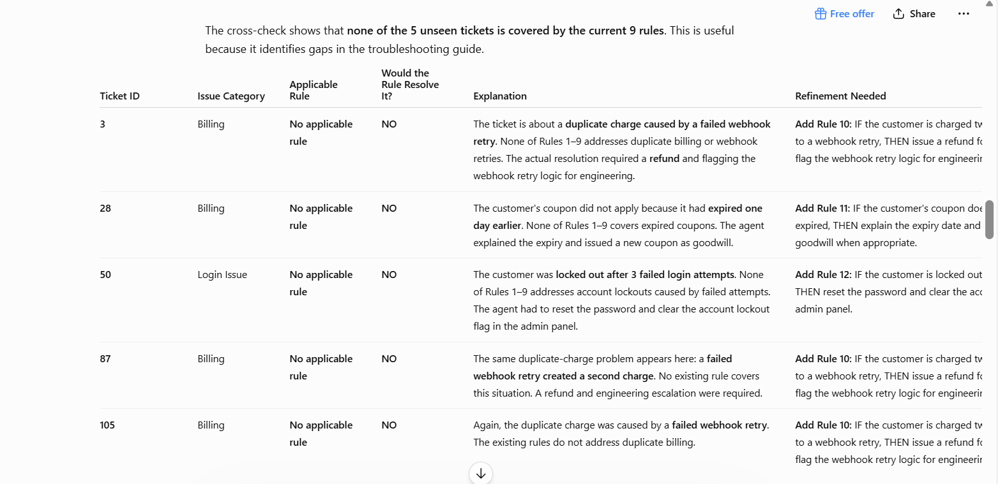 Free offer
Share
The cross-check shows that none of the 5 unseen tickets is covered by the current 9 rules. This is useful
because it identifies gaps in the troubleshooting guide.
Ticket ID
Issue Category
Applicable
Rule
Would the
Rule Resolve
It?
Explanation
Refinement Needed
3
Billing
No applicable
rule
NO
The ticket is about a duplicate charge caused by a failed webhook
retry. None of Rules 1–9 addresses duplicate billing or webhook
retries. The actual resolution required a refund and flagging the
webhook retry logic for engineering.
Add Rule 10: IF the customer is charged tw
to a webhook retry, THEN issue a refund fo
flag the webhook retry logic for engineerin
28
Billing
No applicable
rule
NO
The customer's coupon did not apply because it had expired one
day earlier. None of Rules 1–9 covers expired coupons. The agent
explained the expiry and issued a new coupon as goodwill.
Add Rule 11: IF the customer's coupon doe
expired, THEN explain the expiry date and
goodwill when appropriate.
50
Login Issue
No applicable
rule
NO
The customer was locked out after 3 failed login attempts. None
of Rules 1–9 addresses account lockouts caused by failed attempts.
The agent had to reset the password and clear the account lockout
flag in the admin panel.
Add Rule 12: IF the customer is locked out
THEN reset the password and clear the acc
admin panel.
87
Billing
No applicable
rule
NO
The same duplicate-charge problem appears here: a failed
webhook retry created a second charge. No existing rule covers
this situation. A refund and engineering escalation were required.
Add Rule 10: IF the customer is charged tw
to a webhook retry, THEN issue a refund fo
flag the webhook retry logic for engineerin
105
Billing
No applicable
rule
NO
Again, the duplicate charge was caused by a failed webhook retry.
The existing rules do not address duplicate billing.
Add Rule 10: IF the customer is charged tw
to a webhook retry, THEN issue a refund fo
flag the webhook retry logic for engineerin